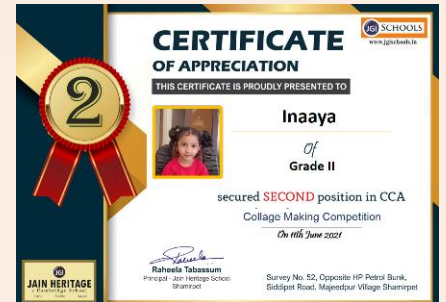 CERTIFICATE
OF APPRECIATION
THIS CERTIFICATE IS PROUDLY PRESENTED TO
JGI SCHOOLS
www.jgischools.in
2
Inaaya
Of
Grade II
secured SECOND position in CCA
Collage Making Competition
On 11th June 2021
Raheela Tabassum
Principal - Jain Heritage School
Shamirpet
Survey No. 52, Opposite HP Petrol Bunk,
Siddipet Road, Majeedpur Village Shamirpet
JGI
JAIN HERITAGE
a Cambridge School